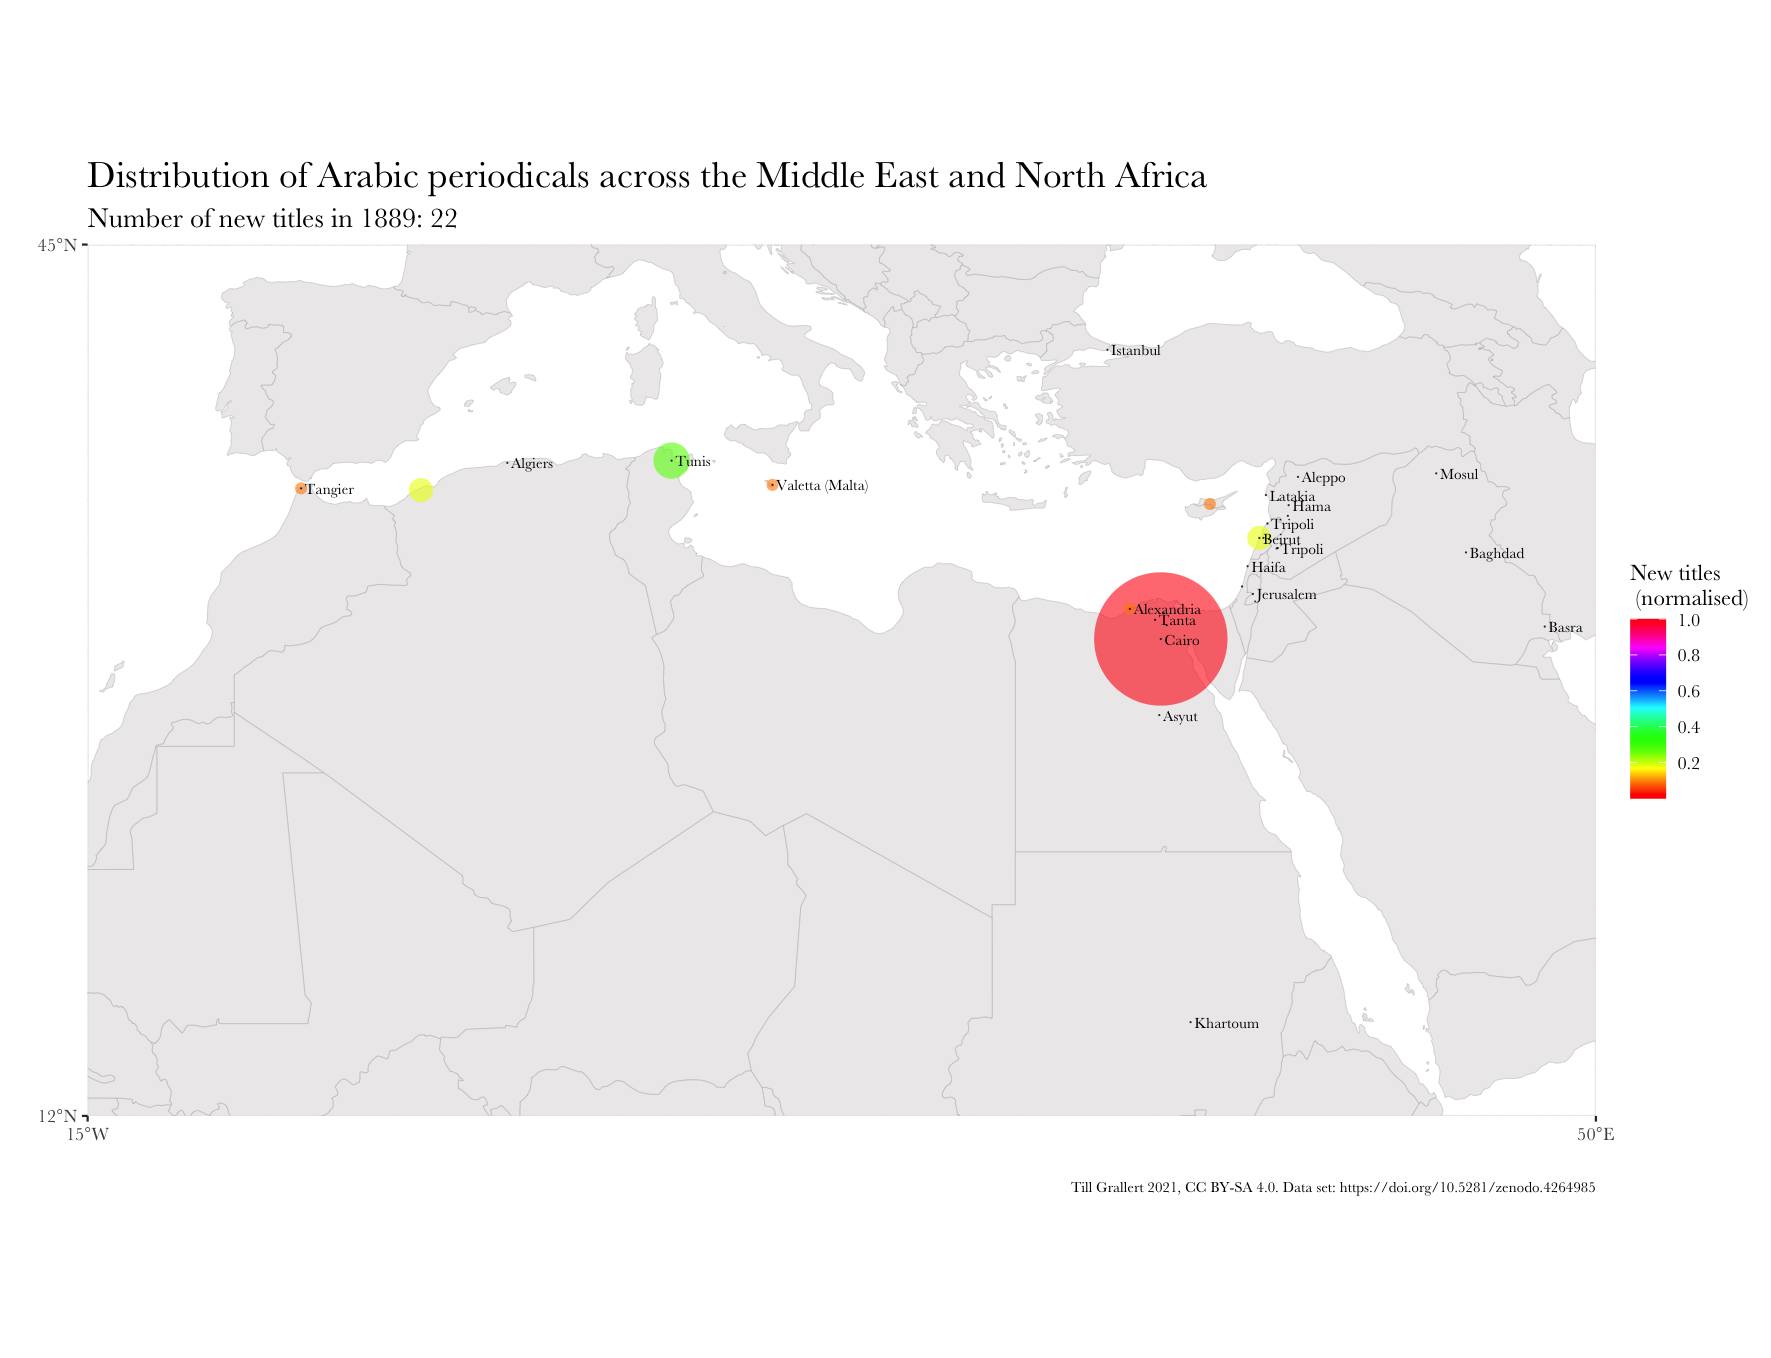 Distribution of Arabic periodicals across the Middle East and North Africa
Number of new titles in 1889: 22
45°N
Istanbul
Algiers
Tunis
Tangier
Valetta (Malta)
Aleppo
Mosul
Latakia
Hama
Tripoli
Beirut
Tripoli
Baghdad
Haifa
Jerusalem
Alexandria
Tanta
Cairo
Basra
Asyut
Khartoum
New titles
(normalised)
1.0
0.8
0.6
0.4
0.2
12°N
15°W
50°E
Till Grallert 2021, CC BY-SA 4.0. Data set: https://doi.org/10.5281/zenodo.4264985